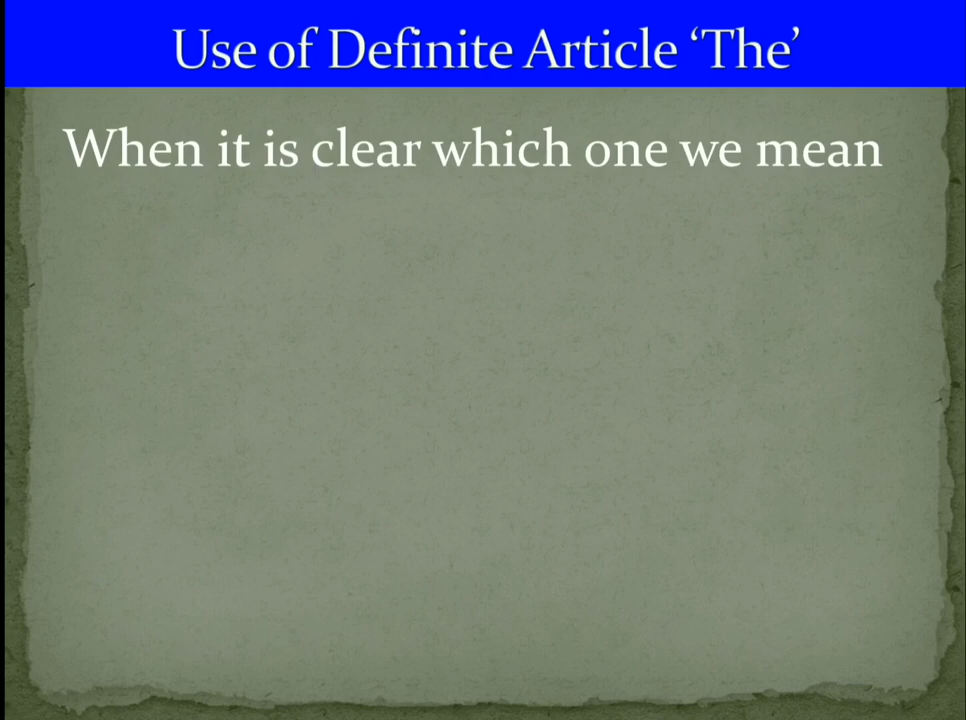 Use of Definite Article ‘The’
When it is clear which one we mean